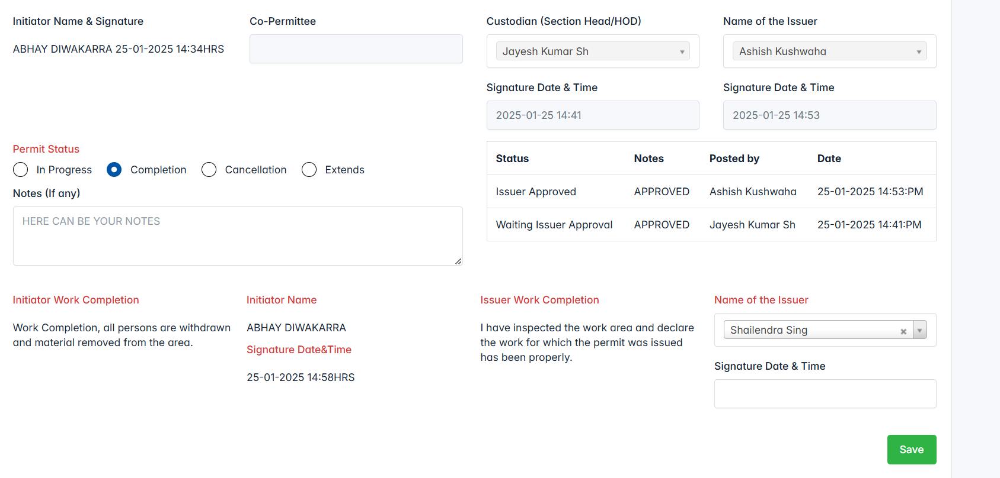 Initiator Name & Signature
Co-Permittee
Custodian (Section Head/HOD)
Name of the Issuer
ABHAY DIWAKARRA 25-01-2025 14:34HRS
Jayesh Kumar Sh
Ashish Kushwaha
Signature Date & Time
Signature Date & Time
2025-01-25 14:41
2025-01-25 14:53
Permit Status
In Progress
Completion
Cancellation
Extends
Notes (If any)
HERE CAN BE YOUR NOTES
Status Notes Posted by Date
Issuer Approved APPROVED Ashish Kushwaha 25-01-2025 14:53:PM
Waiting Issuer Approval APPROVED Jayesh Kumar Sh 25-01-2025 14:41:PM
Initiator Work Completion
Work Completion, all persons are withdrawn
and material removed from the area.
Initiator Name
ABHAY DIWAKARRA
Signature Date&Time
25-01-2025 14:58HRS
Issuer Work Completion
I have inspected the work area and declare
the work for which the permit was issued
has been properly.
Name of the Issuer
Shailendra Sing
Signature Date & Time
Save